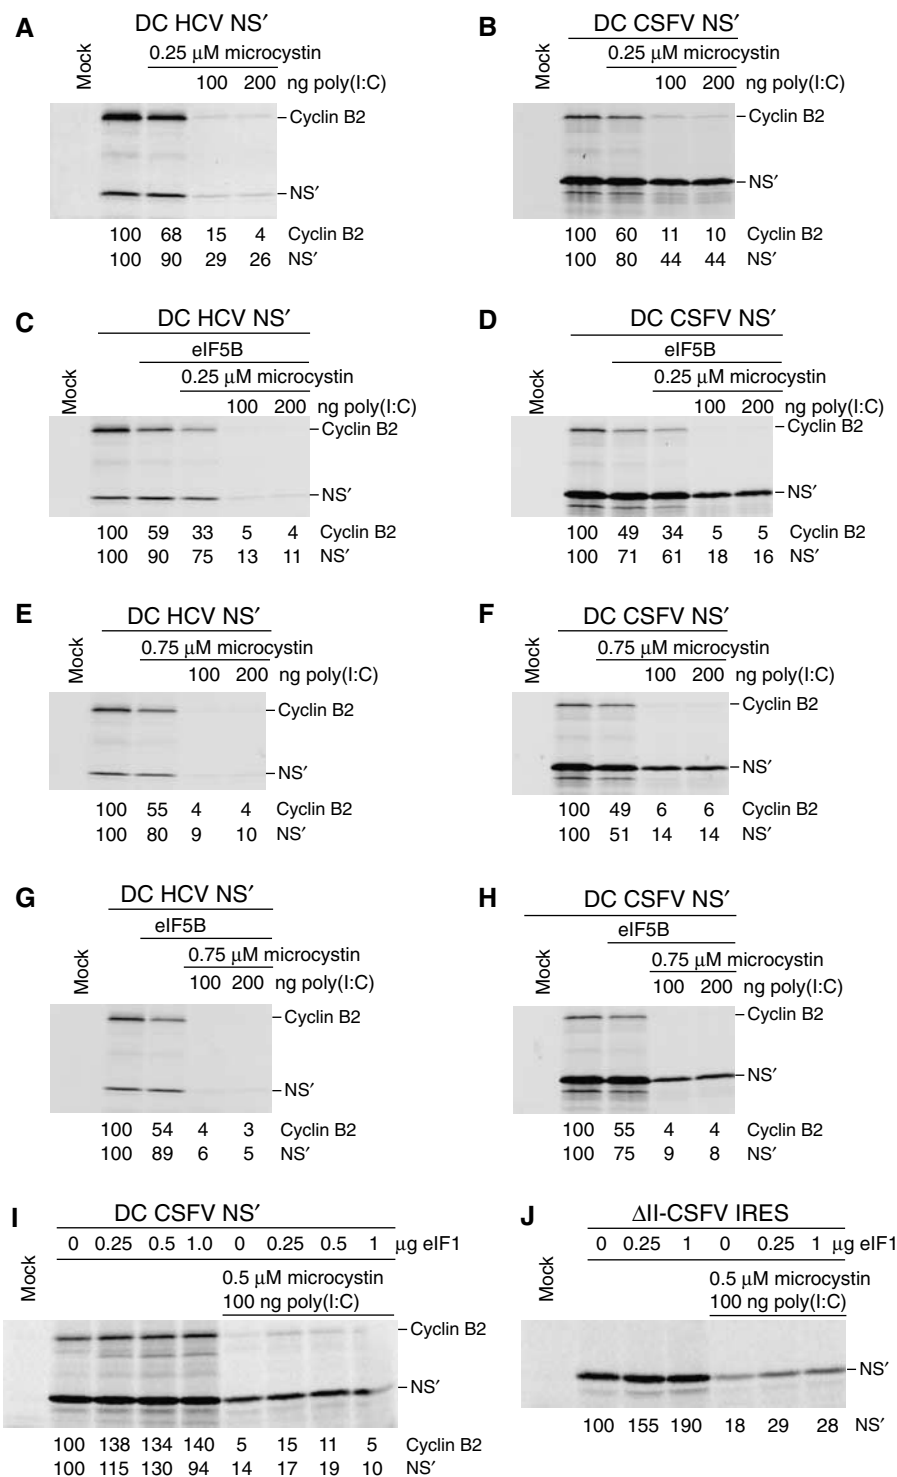 A
DC HCV NS′
Mock
0.25 µM microcystin
100 200 ng poly(I:C)
Cyclin B2
NS′
100 68 15 4 Cyclin B2
100 90 29 26 NS′
B
DC CSFV NS′
Mock
0.25 µM microcystin
100 200 ng poly(I:C)
Cyclin B2
NS′
100 60 11 10 Cyclin B2
100 80 44 44 NS′
C
DC HCV NS′
eIF5B
Mock
0.25 µM microcystin
100 200 ng poly(I:C)
Cyclin B2
NS′
100 59 33 5 4 Cyclin B2
100 90 75 13 11 NS′
D
DC CSFV NS′
eIF5B
Mock
0.25 µM microcystin
100 200 ng poly(I:C)
Cyclin B2
NS′
100 49 34 5 5 Cyclin B2
100 71 61 18 16 NS′
E
DC HCV NS′
Mock
0.75 µM microcystin
100 200 ng poly(I:C)
Cyclin B2
NS′
100 55 4 4 Cyclin B2
100 80 9 10 NS′
F
DC CSFV NS′
Mock
0.75 µM microcystin
100 200 ng poly(I:C)
Cyclin B2
NS′
100 49 6 6 Cyclin B2
100 51 14 14 NS′
G
DC HCV NS′
eIF5B
Mock
0.75 µM microcystin
100 200 ng poly(I:C)
Cyclin B2
NS′
100 54 4 3 Cyclin B2
100 89 6 5 NS′
H
DC CSFV NS′
eIF5B
Mock
0.75 µM microcystin
100 200 ng poly(I:C)
Cyclin B2
NS′
100 55 4 4 Cyclin B2
100 75 9 8 NS′
I
DC CSFV NS′
0 0.25 0.5 1.0 0 0.25 0.5 1 µg eIF1
Mock
0.5 µM microcystin
100 ng poly(I:C)
Cyclin B2
NS′
100 138 134 140 5 15 11 5 Cyclin B2
100 115 130 94 14 17 19 10 NS′
J
ΔII-CSFV IRES
0 0.25 1 0 0.25 1 µg eIF1
Mock
0.5 µM microcystin
100 ng poly(I:C)
NS′
100 155 190 18 29 28 NS′